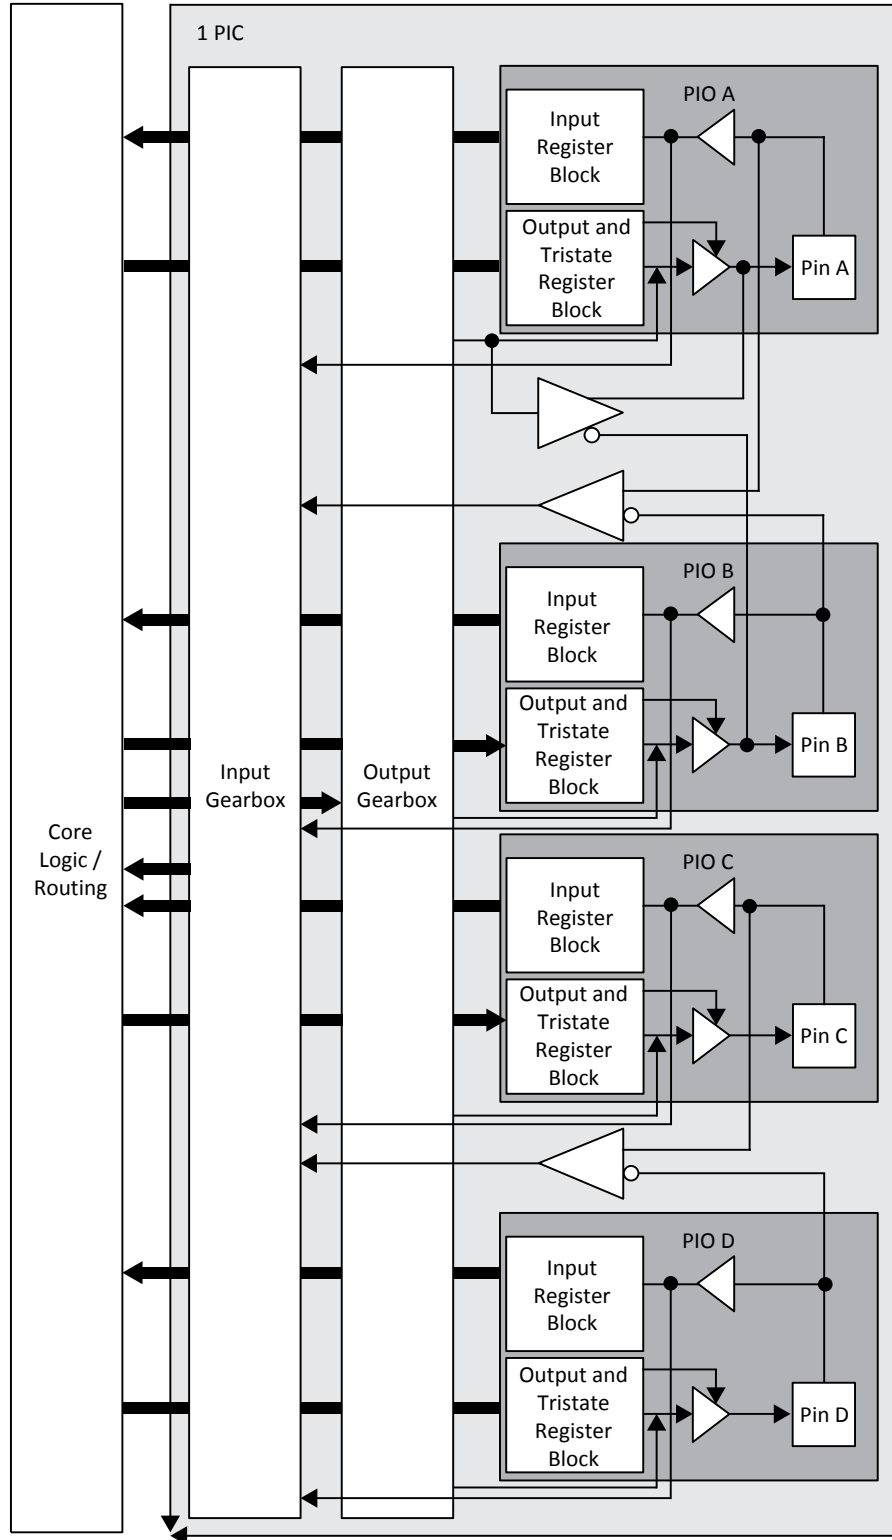 1 PIC
PIO A
Input
Register
Block
Output and
Tristate
Register
Block
Pin A
PIO B
Input
Register
Block
Output and
Tristate
Register
Block
Pin B
Input
Gearbox
Output
Gearbox
Core
Logic /
Routing
PIO C
Input
Register
Block
Output and
Tristate
Register
Block
Pin C
PIO D
Input
Register
Block
Output and
Tristate
Register
Block
Pin D